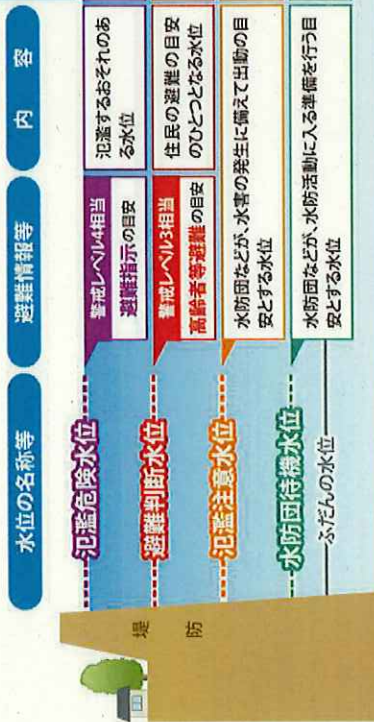 水位の名称等
避難情報等
内 容
氾濫危険水位
警戒レベル4相当
避難指示の目安
氾濫するおそれのあ
る水位
避難判断水位
警戒レベル3相当
高齢者等避難の目安
住民の避難の目安
のひとつとなる水位
氾濫注意水位
水防団などが、水害の発生に備えて出動の目
安とする水位
水防団待機水位
水防団などが、水防活動に入る準備を行う目
安とする水位
ふだんの水位
堤 防